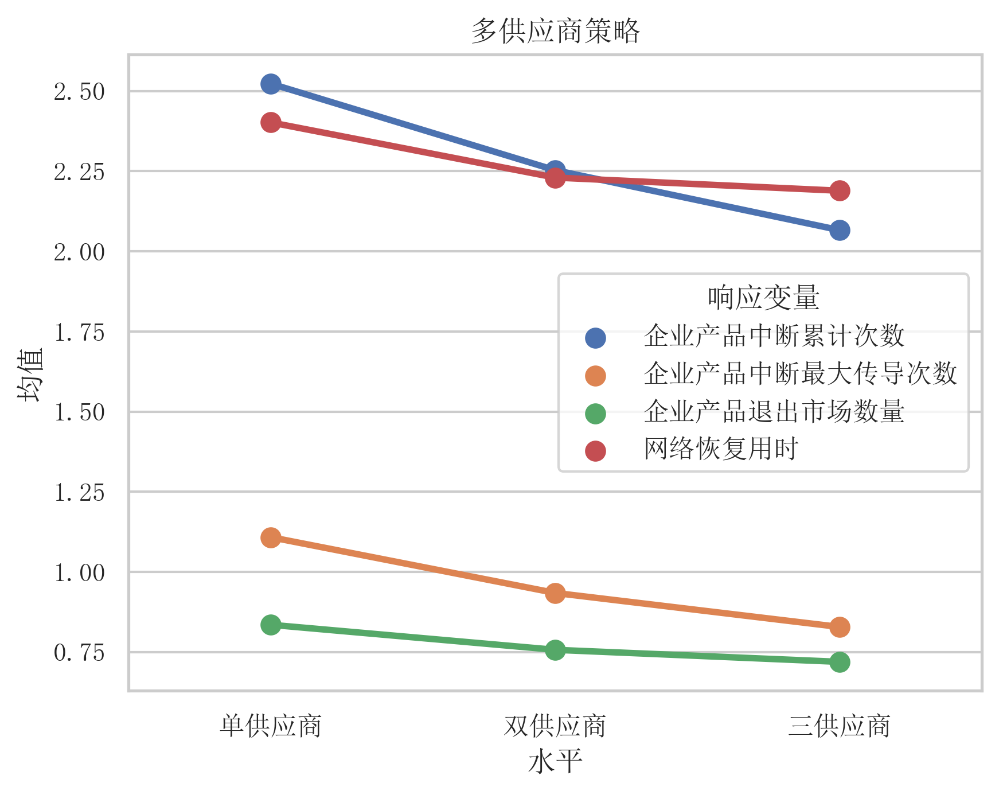 多供应商策略
均值
2.50
2.25
2.00
1.75
1.50
1.25
1.00
0.75
响应变量
企业产品中断累计次数
企业产品中断最大传导次数
企业产品退出市场数量
网络恢复用时
单供应商
双供应商
三供应商
水平